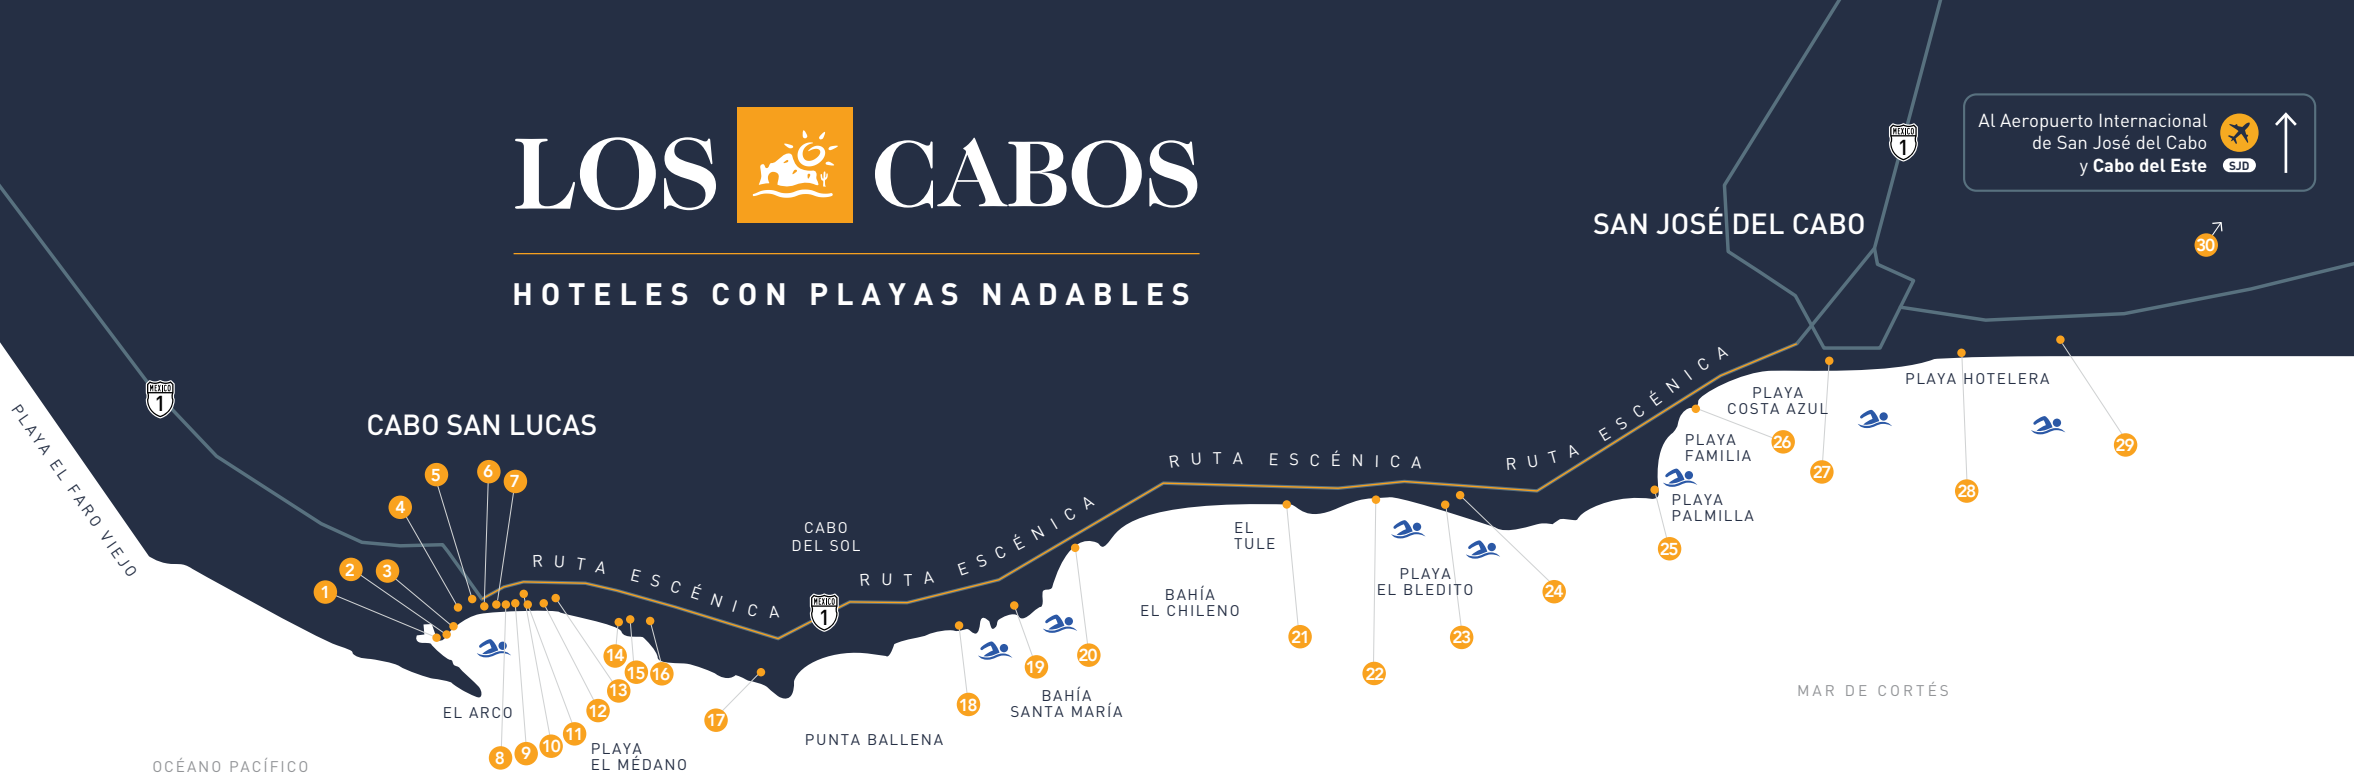 LOS CABOS
HOTELES CON PLAYAS NADABLES
Al Aeropuerto Internacional
de San José del Cabo
y Cabo del Este SJD
MEXICO
1
SAN JOSÉ DEL CABO
30
MEXICO
1
PLAYA EL FARO VIEJO
CABO SAN LUCAS
5
6
7
4
2
3
1
RUTA ESCÉNICA
CABO
DEL SOL
RUTA ESCÉNICA
MEXICO
1
RUTA ESCÉNICA
RUTA ESCÉNICA
PLAYA HOTELERA
PLAYA
COSTA AZUL
PLAYA
FAMILIA
26
27
28
29
PLAYA
PALMILLA
25
EL
TULE
PLAYA
EL BLEDITO
24
BAHÍA
EL CHILENO
21
23
22
20
19
BAHÍA
SANTA MARÍA
18
14
15
16
13
12
17
11
10
9
8
EL ARCO
PLAYA
EL MÉDANO
PUNTA BALLENA
MAR DE CORTÉS
OCÉANO PACÍFICO